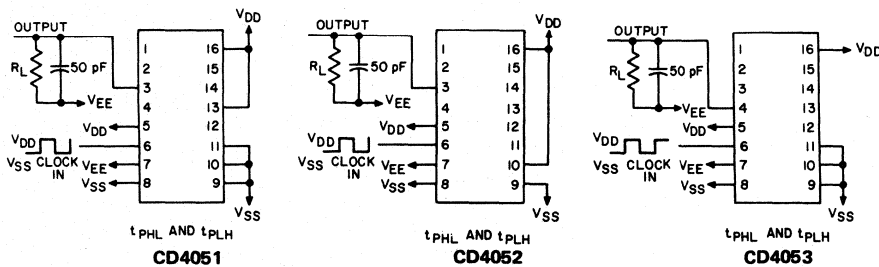 OUTPUT
RL
50 pF
VEE
VDD
VDD
VSS
CLOCK
IN
VEE
VSS
1
2
3
4
5
6
7
8
16
15
14
13
12
11
10
9
VDD
VSS
tPHL AND tPLH
CD4051
OUTPUT
RL
50 pF
VEE
VDD
VDD
VSS
CLOCK
IN
VEE
VSS
1
2
3
4
5
6
7
8
16
15
14
13
12
11
10
9
VDD
VSS
tPHL AND tPLH
CD4052
OUTPUT
RL
50 pF
VEE
VDD
VDD
VSS
CLOCK
IN
VEE
VSS
1
2
3
4
5
6
7
8
16
15
14
13
12
11
10
9
VDD
VSS
tPHL AND tPLH
CD4053